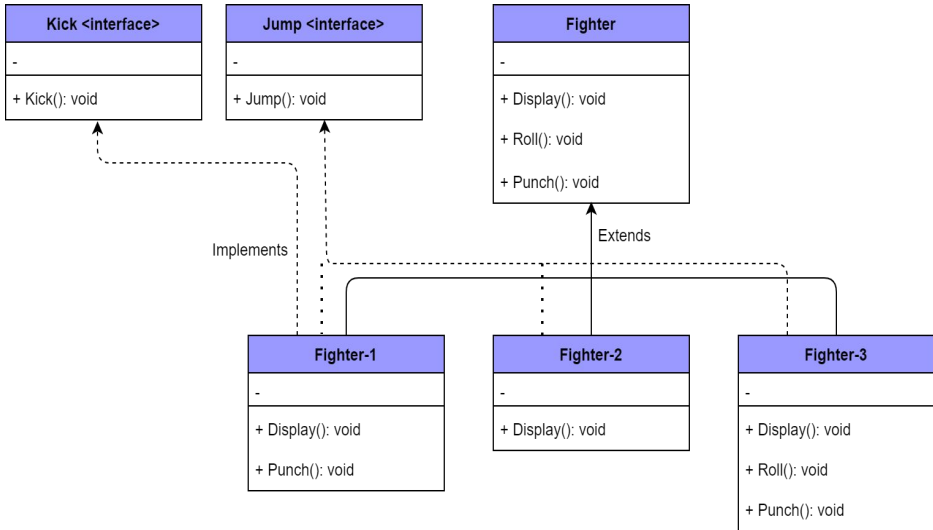 Kick <interface>
-
+ Kick(): void
Jump <interface>
-
+ Jump(): void
Fighter
-
+ Display(): void
+ Roll(): void
+ Punch(): void
Implements
Extends
Fighter-1
-
+ Display(): void
+ Punch(): void
Fighter-2
-
+ Display(): void
Fighter-3
-
+ Display(): void
+ Roll(): void
+ Punch(): void